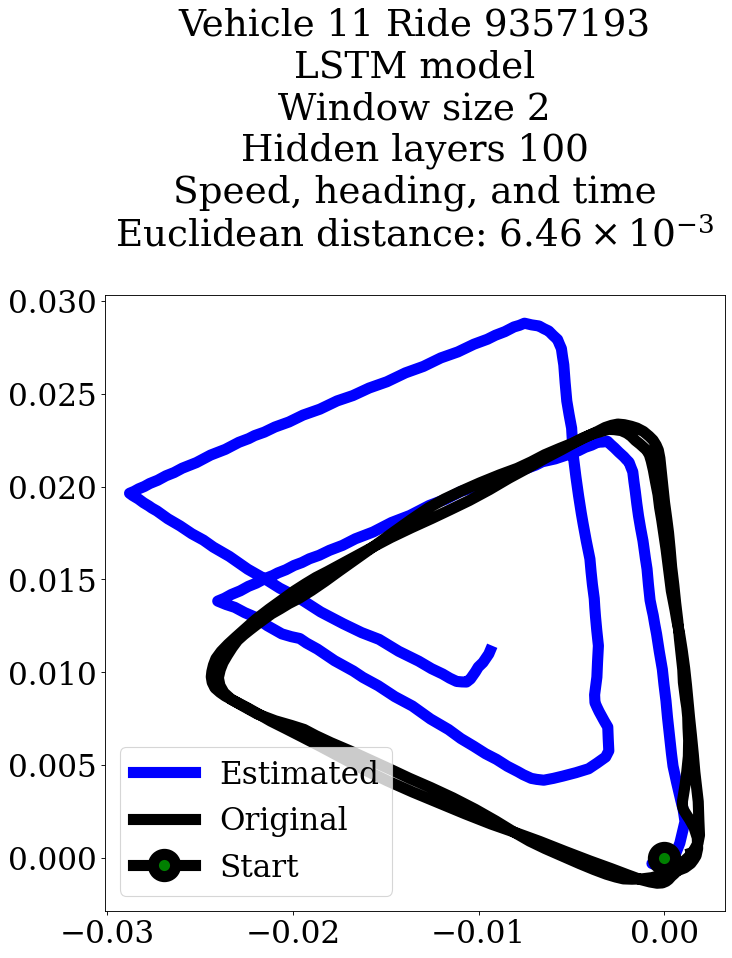 Vehicle 11 Ride 9357193
LSTM model
Window size 2
Hidden layers 100
Speed, heading, and time
Euclidean distance: 6.46 × 10⁻³
0.030
0.025
0.020
0.015
0.010
0.005
0.000
Estimated
Original
Start
−0.03 −0.02 −0.01 0.00